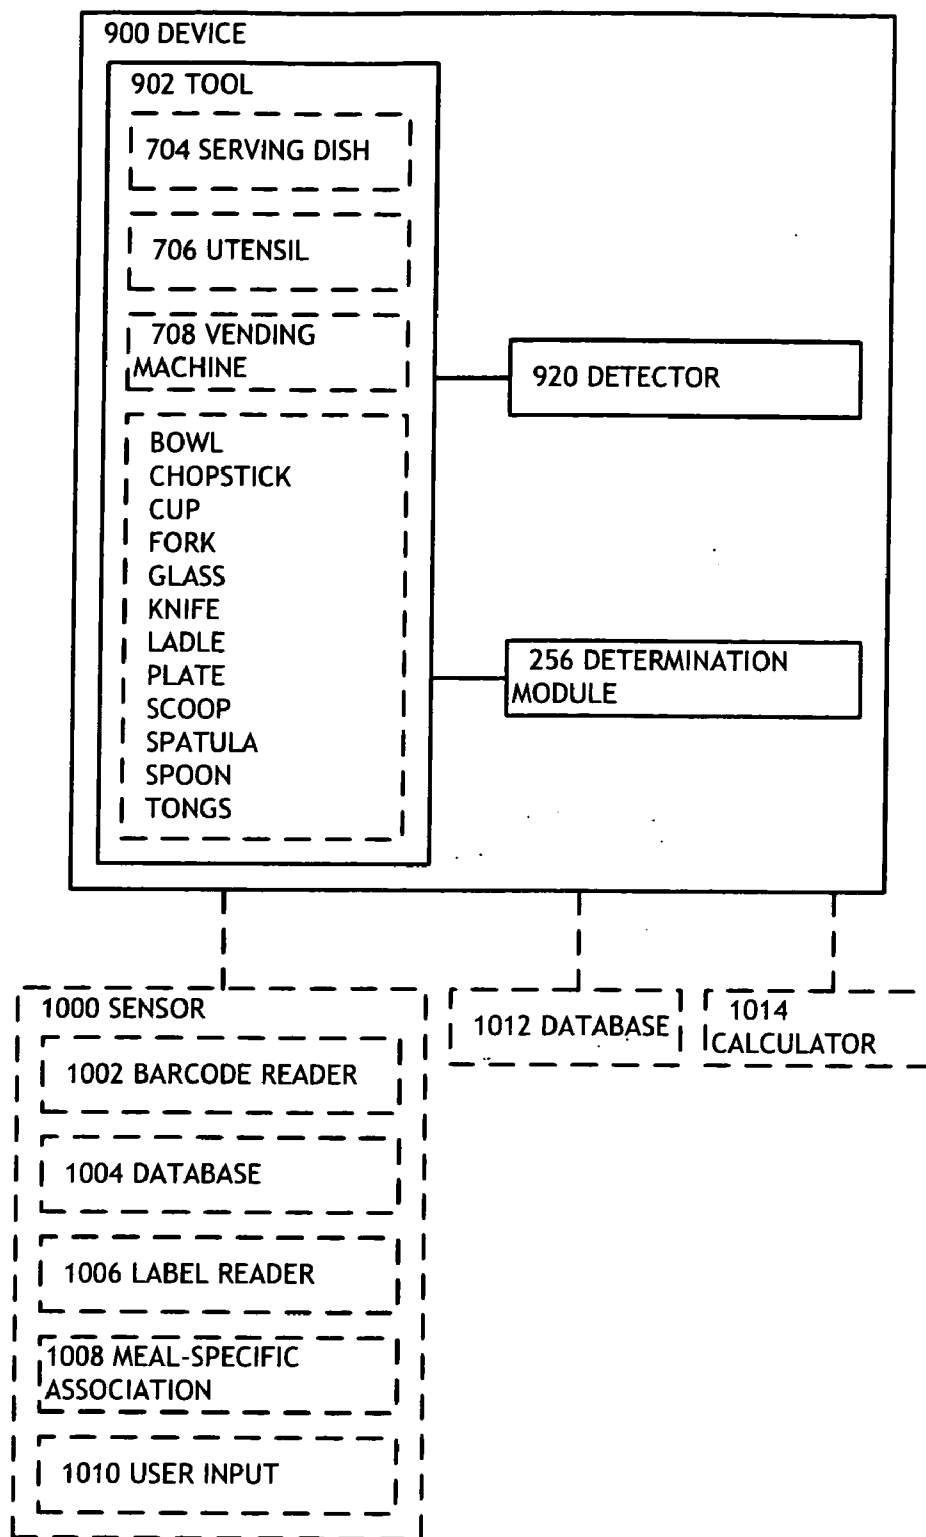 900 DEVICE
902 TOOL
704 SERVING DISH
706 UTENSIL
708 VENDING
MACHINE
BOWL
CHOPSTICK
CUP
FORK
GLASS
KNIFE
LADLE
PLATE
SCOOP
SPATULA
SPOON
TONGS
920 DETECTOR
256 DETERMINATION
MODULE
1000 SENSOR
1002 BARCODE READER
1004 DATABASE
1006 LABEL READER
1008 MEAL-SPECIFIC
ASSOCIATION
1010 USER INPUT
1012 DATABASE
1014
CALCULATOR